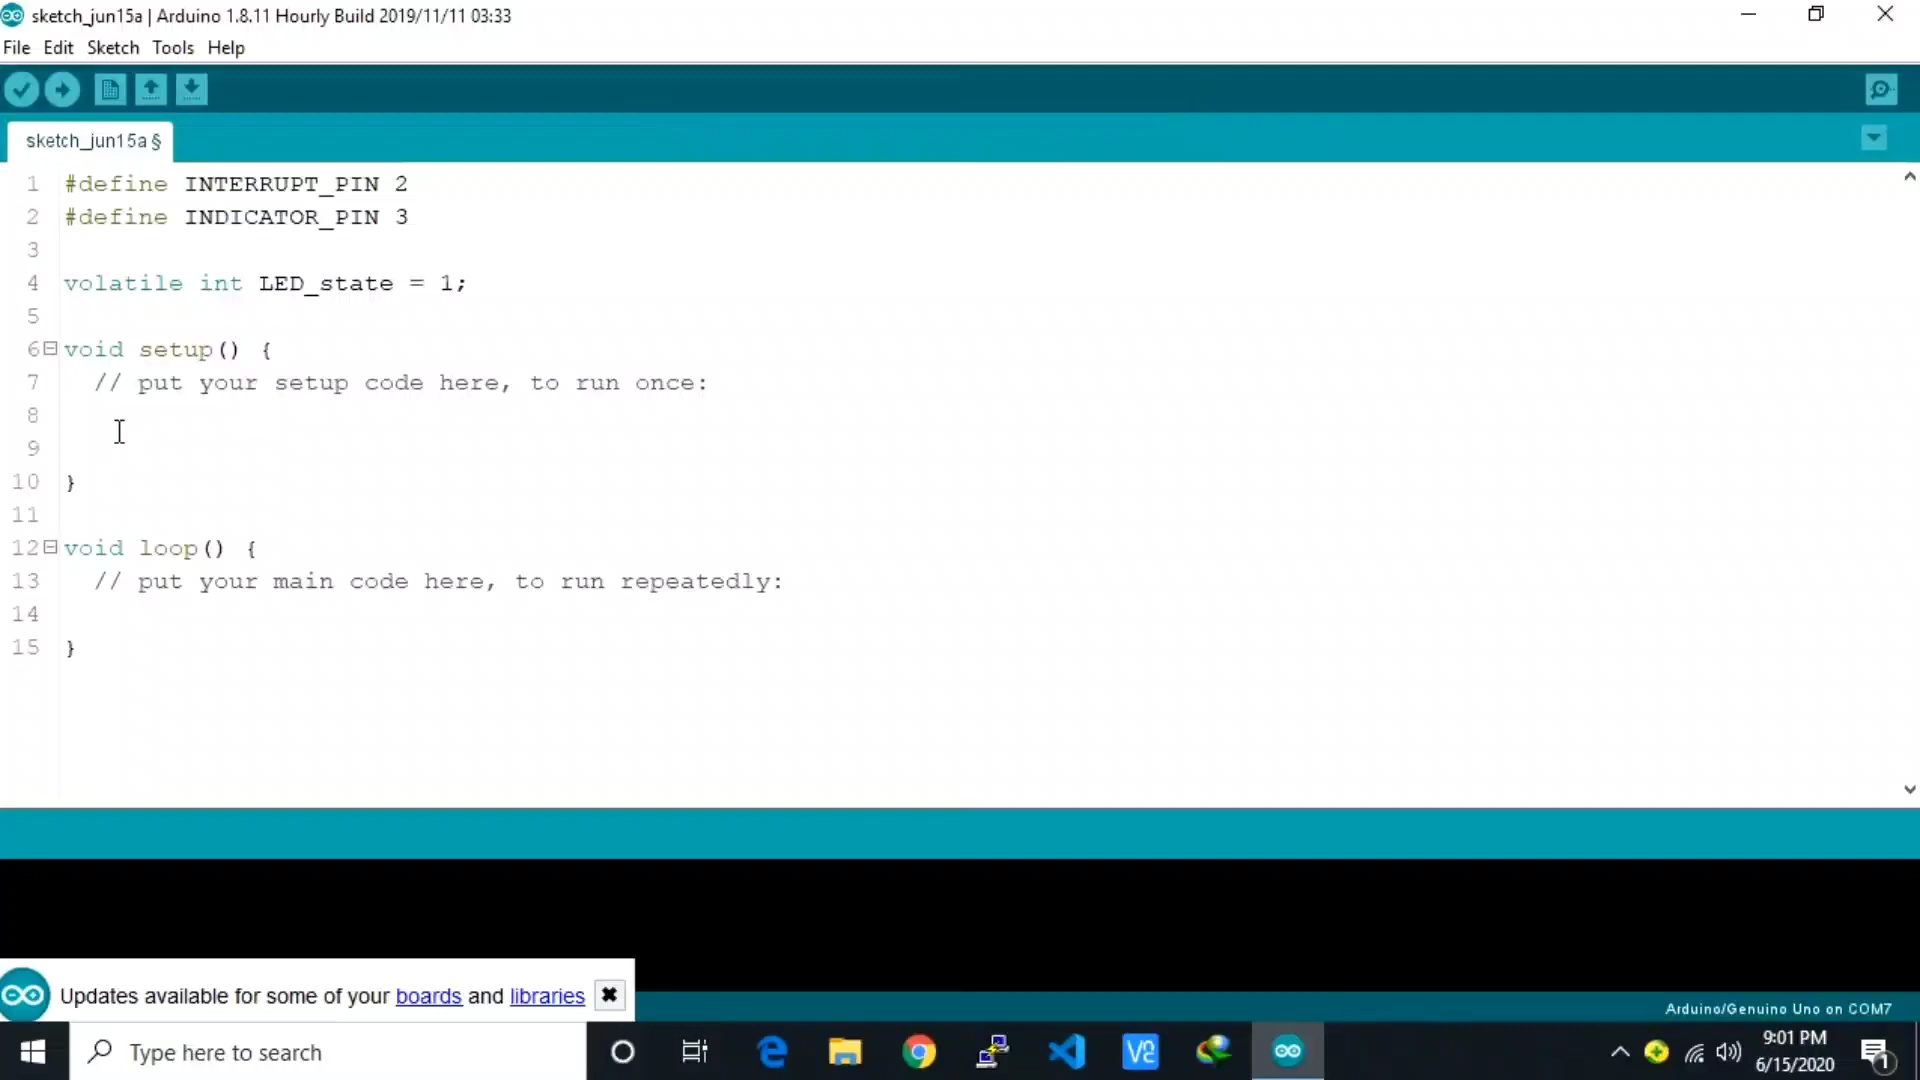 sketch_jun15a | Arduino 1.8.11 Hourly Build 2019/11/11 03:33
File Edit Sketch Tools Help
sketch_jun15a §
1 #define INTERRUPT_PIN 2
2 #define INDICATOR_PIN 3
3
4 volatile int LED_state = 1;
5
6 void setup() {
7 // put your setup code here, to run once:
8
9
10 }
11
12 void loop() {
13 // put your main code here, to run repeatedly:
14
15 }
Updates available for some of your boards and libraries
Arduino/Genuino Uno on COM7
Type here to search
9:01 PM
6/15/2020
1